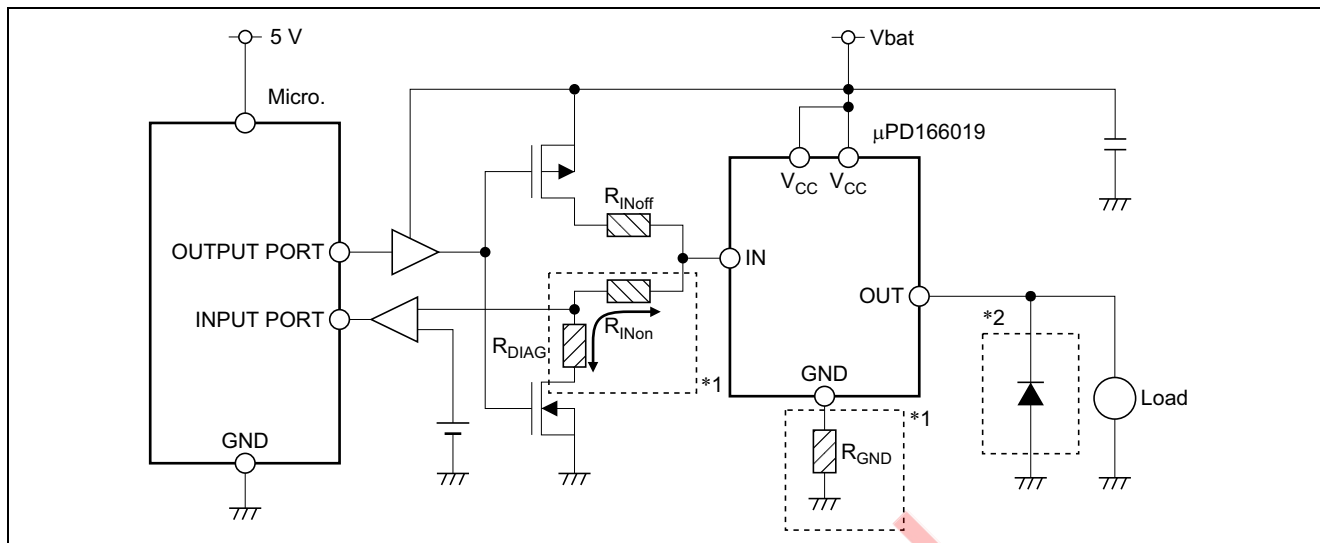 5 V
Vbat
Micro.
μPD166019
VCC VCC
RINoff
OUTPUT PORT
IN
OUT
INPUT PORT
*2
RINon
RDIAG
GND
*1
Load
*1
GND
RGND